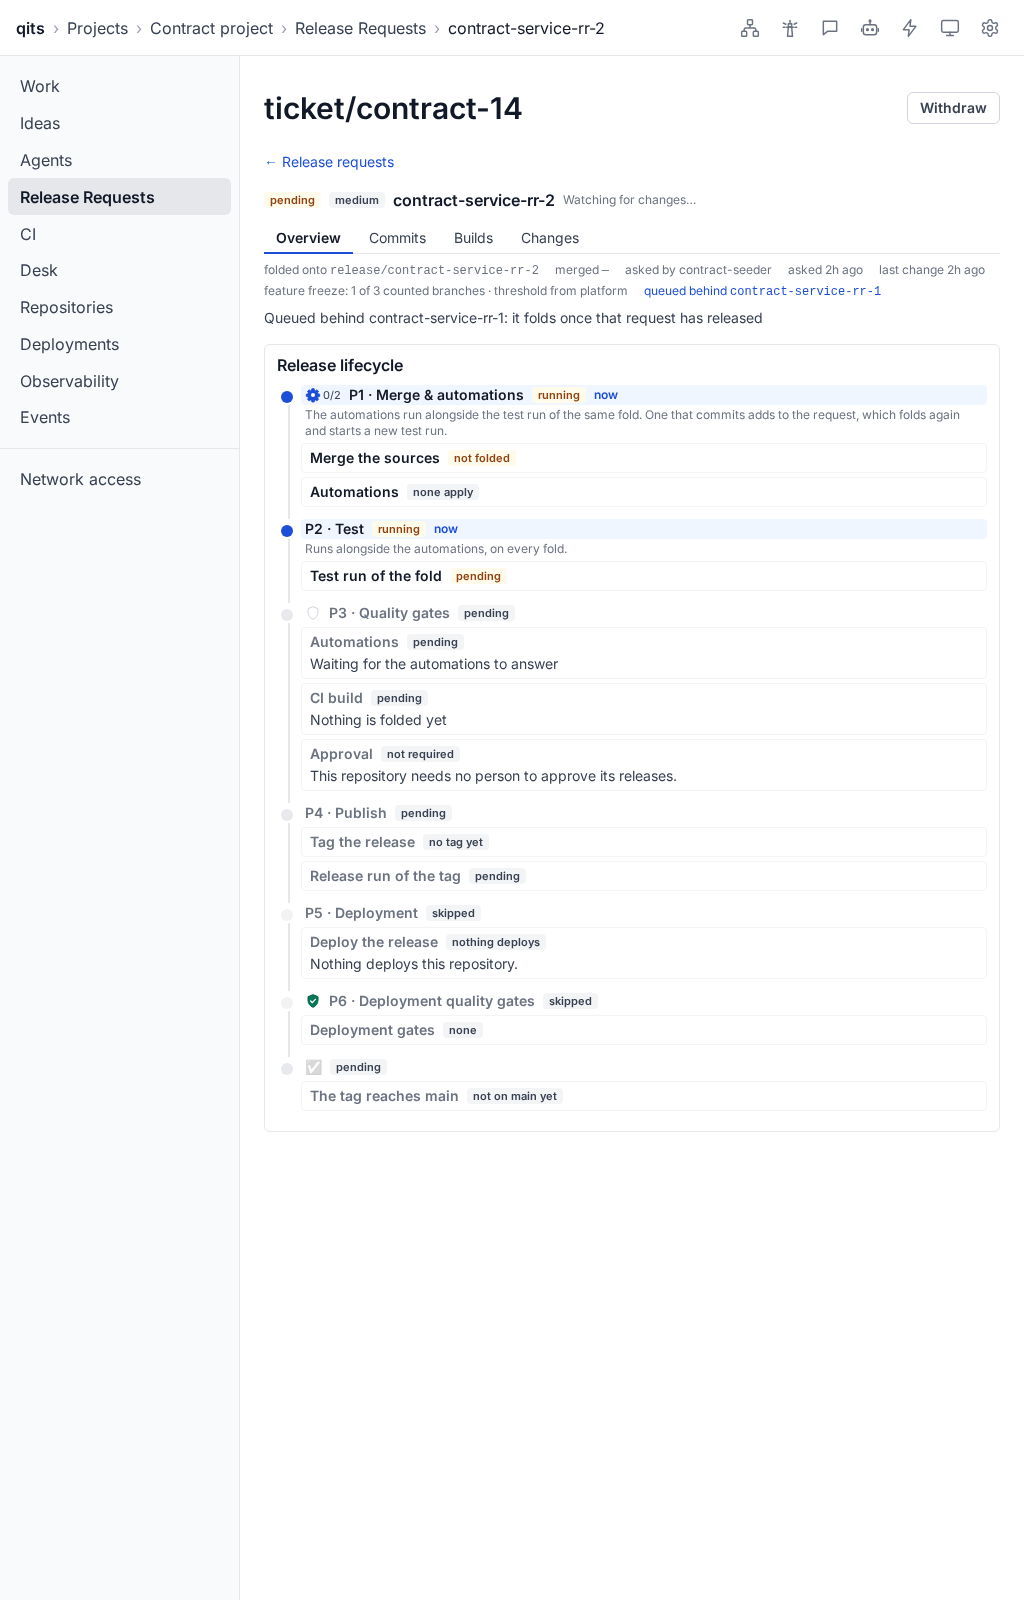 qits › Projects › Contract project › Release Requests › contract-service-rr-2
Work
Ideas
Agents
Release Requests
CI
Desk
Repositories
Deployments
Observability
Events
Network access
ticket/contract-14
Withdraw
← Release requests
pending medium contract-service-rr-2 Watching for changes…
Overview Commits Builds Changes
folded onto release/contract-service-rr-2 merged — asked by contract-seeder asked 2h ago last change 2h ago
feature freeze: 1 of 3 counted branches · threshold from platform queued behind contract-service-rr-1
Queued behind contract-service-rr-1: it folds once that request has released
Release lifecycle
0/2 P1 · Merge & automations running now
The automations run alongside the test run of the same fold. One that commits adds to the request, which folds again
and starts a new test run.
Merge the sources not folded
Automations none apply
P2 · Test running now
Runs alongside the automations, on every fold.
Test run of the fold pending
P3 · Quality gates pending
Automations pending
Waiting for the automations to answer
CI build pending
Nothing is folded yet
Approval not required
This repository needs no person to approve its releases.
P4 · Publish pending
Tag the release no tag yet
Release run of the tag pending
P5 · Deployment skipped
Deploy the release nothing deploys
Nothing deploys this repository.
P6 · Deployment quality gates skipped
Deployment gates none
pending
The tag reaches main not on main yet